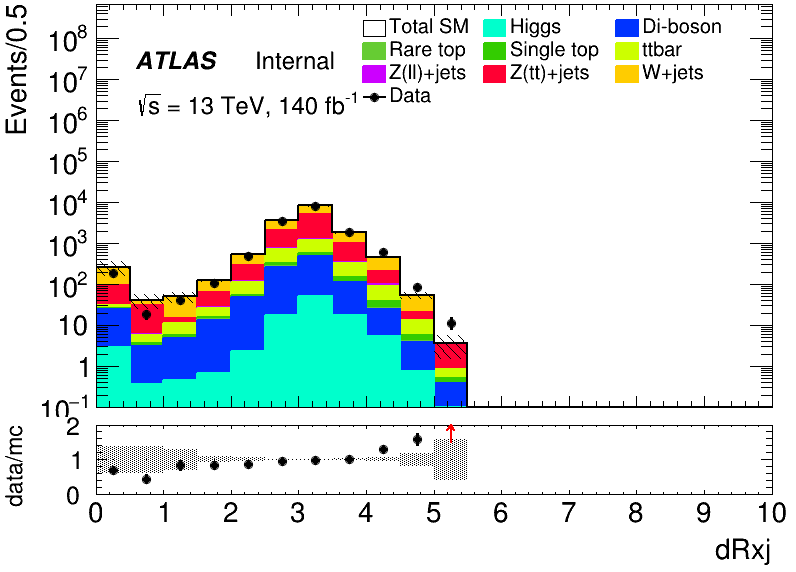 Events/0.5
10⁸
10⁷
10⁶
10⁵
10⁴
10³
10²
10
1
10⁻¹
ATLAS Internal
√s = 13 TeV, 140 fb⁻¹
Total SM Higgs Di-boson
Rare top Single top ttbar
Z(ll)+jets Z(tt)+jets W+jets
Data
data/mc
2
1
0
0 1 2 3 4 5 6 7 8 9 10
dRxj